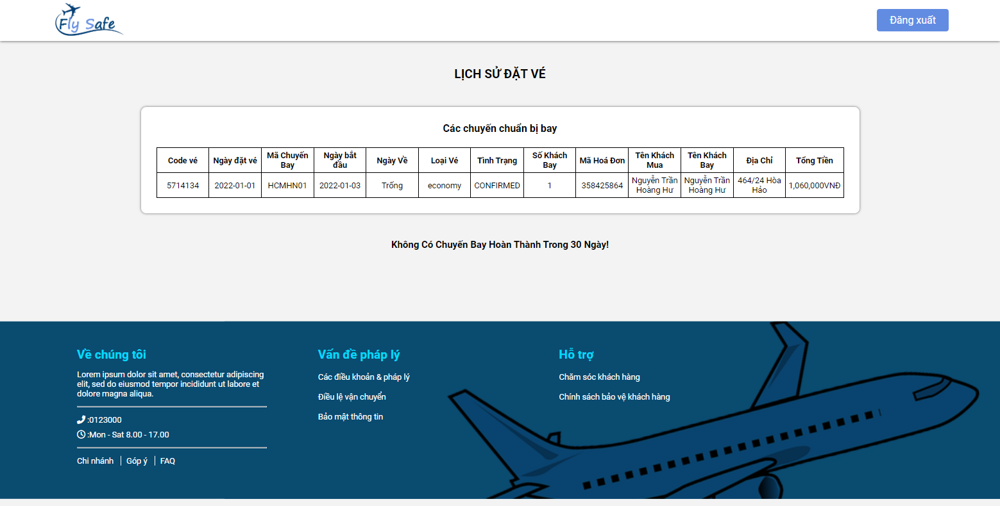 Fly Safe
Đăng xuất
LỊCH SỬ ĐẶT VÉ
Các chuyến chuẩn bị bay
Code vé Ngày đặt vé Mã Chuyến Bay Ngày bắt đầu Ngày Về Loại Vé Tình Trạng Số Khách Bay Mã Hoá Đơn Tên Khách Mua Tên Khách Bay Địa Chỉ Tổng Tiền
5714134 2022-01-01 HCMHN01 2022-01-03 Trống economy CONFIRMED 1 358425864 Nguyễn Trần Hoàng Hư Nguyễn Trần Hoàng Hư 464/24 Hòa Hảo 1,060,000VNĐ
Không Có Chuyến Bay Hoàn Thành Trong 30 Ngày!
Về chúng tôi
Lorem ipsum dolor sit amet, consectetur adipiscing
elit, sed do eiusmod tempor incididunt ut labore et
dolore magna aliqua.
:0123000
:Mon - Sat 8.00 - 17.00
Chi nhánh Góp ý FAQ
Vấn đề pháp lý
Các điều khoản & pháp lý
Điều lệ vận chuyển
Bảo mật thông tin
Hỗ trợ
Chăm sóc khách hàng
Chính sách bảo vệ khách hàng